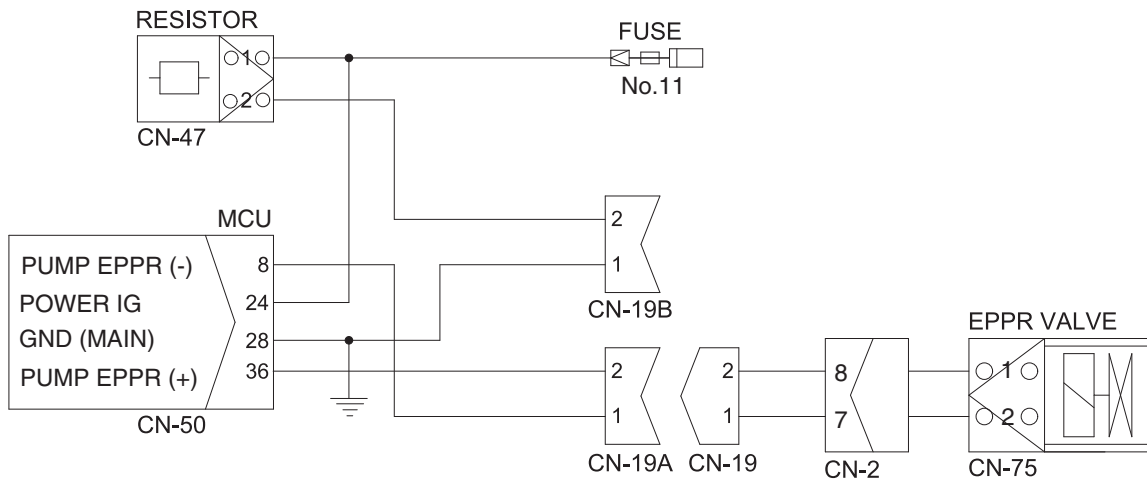 RESISTOR
1
2
CN-47
FUSE
No.11
MCU
PUMP EPPR (-) 8
POWER IG 24
GND (MAIN) 28
PUMP EPPR (+) 36
CN-50
2
1
CN-19B
2
1
CN-19A
2
1
CN-19
8
7
CN-2
EPPR VALVE
1
2
CN-75